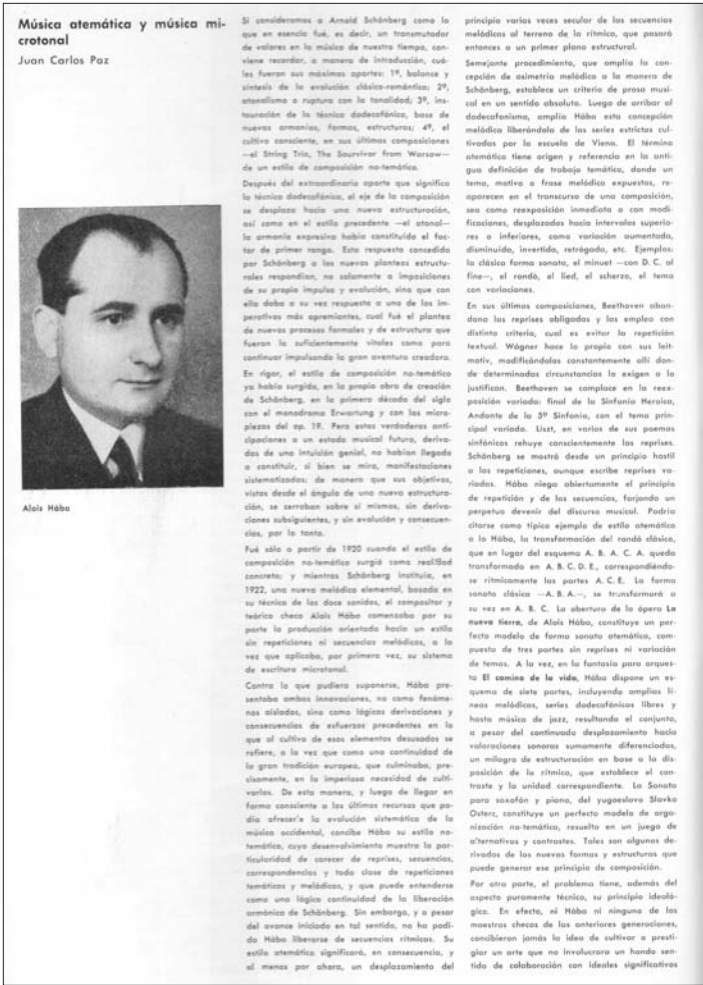 Música atemática y música mi-
crotonal
Juan Carlos Paz
Alois Hába
Si consideramos a Arnold Schönberg como lo
que en esencia fué, es decir, un transmutador
de valores en la música de nuestro tiempo, con-
viene recordar, a manera de introducción, cuá-
les fueron sus máximos aportes: 1º, balance y
síntesis de la evolución clásico-romántica; 2º,
atonalismo o ruptura con la tonalidad; 3º, ins-
tauración de la técnica dodecafónica, base de
nuevas armonías, formas, estructuras; 4º, el
cultivo consciente, en sus últimas composiciones
—el String Trio, The Sourvivor from Warsaw—
de un estilo de composición no-temático.
Después del extraordinario aporte que significa
la técnica dodecafónica, el eje de la composición
se desplaza hacia una nueva estructuración,
así como en el estilo precedente —el atonal—
la armonía expresiva había constituido el fac-
tor de primer rango. Esta respuesta concedida
por Schönberg a los nuevos planteos estructu-
rales respondían, no solamente a imposiciones
de su propio impulso y evolución, sino que con
ella daba a su vez respuesta a uno de los im-
perativos más apremiantes, cual fué el planteo
de nuevos procesos formales y de estructura que
fueran lo suficientemente vitales como para
continuar impulsando la gran aventura creadora.
En rigor, el estilo de composición no-temático
ya había surgido, en la propia obra de creación
de Schönberg, en la primera década del siglo
con el monodrama Erwartung y con las micro-
piezas del op. 19. Pero estas verdaderas anti-
cipaciones a un estado musical futuro, deriva-
das de una intuición genial, no habían llegado
a constituir, si bien se mira, manifestaciones
sistematizadas; de manera que sus objetivos,
vistos desde el ángulo de una nueva estructura-
ción, se cerraban sobre sí mismos, sin deriva-
ciones subsiguientes, y sin evolución y consecuen-
cias, por lo tanto.
Fué sólo a partir de 1920 cuando el estilo de
composición no-temático surgió como realidad
concreta; y mientras Schönberg instituía, en
1922, una nueva melódica elemental, basada en
su técnica de los doce sonidos, el compositor y
teórico checo Alois Hába comenzaba por su
parte la producción orientada hacia un estilo
sin repeticiones ni secuencias melódicas, a la
vez que aplicaba, por primera vez, su sistema
de escritura microtonal.
Contra lo que pudiera suponerse, Hába pre-
sentaba ambas innovaciones, no como fenóme-
nos aislados, sino como lógicas derivaciones y
consecuencias de esfuerzos precedentes en lo
que al cultivo de esos elementos desusados se
refiere, a la vez que como una continuidad de
la gran tradición europea, que culminaba, pre-
cisamente, en la imperiosa necesidad de culti-
varlos. De esta manera, y luego de llegar en
forma consciente a los últimos recursos que po-
día ofrecer'e la evolución sistemática de la
música occidental, concibe Hába su estilo no-
temático, cuyo desenvolvimiento muestra la par-
ticularidad de carecer de reprises, secuencias,
correspondencias y toda clase de repeticiones
temáticas y melódicas, y que puede entenderse
como una lógica continuidad de la liberación
armónica de Schönberg. Sin embargo, y a pesar
del avance iniciado en tal sentido, no ha podi-
do Hába liberarse de secuencias rítmicas. Su
estilo atemático significará, en consecuencia, y
al menos por ahora, un desplazamiento del
principio varias veces secular de las secuencias
melódicas al terreno de la rítmica, que pasará
entonces a un primer plano estructural.
Semejante procedimiento, que amplía la con-
cepción de asimetría melódica a la manera de
Schönberg, establece un criterio de prosa musi-
cal en un sentido absoluto. Luego de arribar al
dodecafonismo, amplía Hába esta concepción
melódica liberándola de las series estrictas cul-
tivadas por la escuela de Viena. El término
atemático tiene origen y referencia en la anti-
gua definición de trabajo temático, donde un
tema, motivo o frase melódica expuestos, re-
aparecen en el transcurso de una composición,
sea como reexposición inmediata o con modi-
ficaciones, desplazados hacia intervalos superio-
res o inferiores, como variación aumentada,
disminuida, invertida, retrógada, etc. Ejemplos:
la clásica forma sonata, el minuet —con D. C. al
fine—, el rondó, el lied, el scherzo, el tema
con variaciones.
En sus últimas composiciones, Beethoven aban-
dona las reprises obligadas y las emplea con
distinto criterio, cual es evitar la repetición
textual. Wágner hace lo propio con sus leit-
motiv, modificándolos constantemente allí don-
de determinadas circunstancias lo exigen o lo
justifican. Beethoven se complace en la reex-
posición variada: final de la Sinfonía Heroica,
Andante de la 5º Sinfonía, con el tema prin-
cipal variado. Liszt, en varios de sus poemas
sinfónicos rehuye conscientemente las reprises.
Schönberg se mostró desde un principio hostil
a las repeticiones, aunque escribe reprises va-
riadas. Hába niega abiertamente el principio
de repetición y de las secuencias, forjando un
perpetuo devenir del discurso musical. Podría
citarse como típico ejemplo de estilo atemático
a lo Hába, la transformación del rondó clásico,
que en lugar del esquema A. B. A. C. A. queda
transformado en A. B. C. D. E., correspondiéndo-
se rítmicamente las partes A. C. E. La forma
sonata clásica —A. B. A.—, se transformará a
su vez en A. B. C. La obertura de la ópera La
nueva tierra, de Alois Hába, constituye un per-
fecto modelo de forma sonata atemática, com-
puesto de tres partes sin reprises ni variación
de temas. A la vez, en la fantasía para orques-
ta El camino de la vida, Hába dispone un es-
quema de siete partes, incluyendo amplias lí-
neas melódicas, series dodecafónicas libres y
hasta música de jazz, resultando el conjunto,
a pesar del continuado desplazamiento hacia
valoraciones sonoras sumamente diferenciadas,
un milagro de estructuración en base a la dis-
posición de la rítmica, que establece el con-
traste y la unidad correspondiente. La Sonata
para saxofón y piano, del yugoeslavo Slavko
Osterc, constituye un perfecto modelo de orga-
nización no-temática, resuelta en un juego de
a'ternativas y contrastes. Tales son algunos de-
rivados de las nuevas formas y estructuras que
puede generar ese principio de composición.
Por otra parte, el problema tiene, además del
aspecto puramente técnico, su principio ideoló-
gico. En efecto, ni Hába ni ninguno de los
maestros checos de las anteriores generaciones,
concibieron jamás la idea de cultivar o presti-
giar un arte que no involucrara un hondo sen-
tido de colaboración con ideales significativos